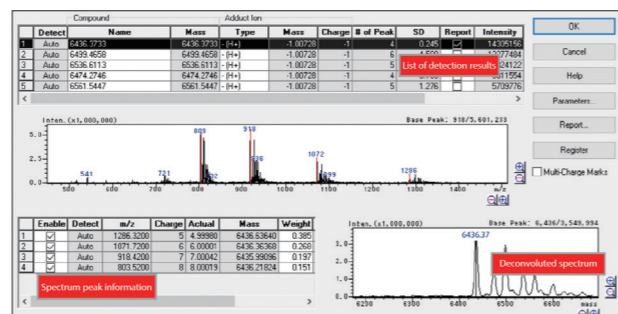 Compound Adduct Ion
Detect Name Mass Type Mass Charge # of Peak SD Report Intensity
1 Auto 6436.3733 6436.3733 - (H+) -1.00728 -1 4 0.245 14305156
2 Auto 6499.4658 6499.4658 - (H+) -1.00728 -1 6
3 Auto 6536.6113 6536.6113 - (H+) -1.00728 -1 5
4 Auto 6474.2746 6474.2746 - (H+) -1.00728 -1 4
5 Auto 6561.5447 6561.5447 - (H+) -1.00728 -1 5 1.276 5709776
List of detection results
OK
Cancel
Help
Parameters...
Report...
Register
Multi-Charge Marks
Inten. (x1,000,000) Base Peak: 918/5,601,233
5.0
2.5
0.0
541 721 803 918 1072 1286
500 600 700 800 900 1000 1100 1200 1300 1400 m/z
Enable Detect m/z Charge Actual Mass Weight
1 Auto 1286.3200 5 4.99980 6436.63640 0.385
2 Auto 1071.7200 6 6.00001 6436.36368 0.268
3 Auto 918.4200 7 7.00042 6435.99096 0.197
4 Auto 803.5200 8 8.00019 6436.21824 0.151
Spectrum peak information
Inten. (x1,000,000) Base Peak: 6,436/3,549,994
6436.37
3.0
2.0
1.0
0.0
6200 6300 6400 6500 6600 mass
Deconvoluted spectrum